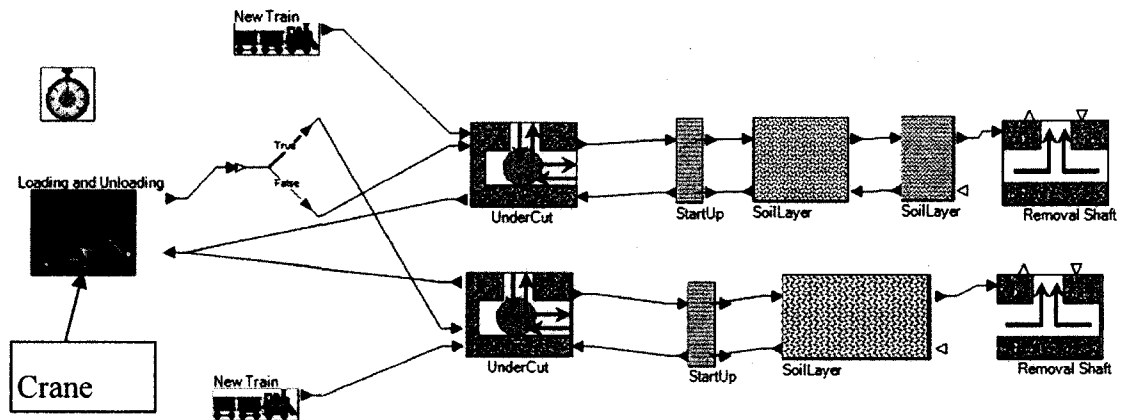 New Train
True
False
Loading and Unloading
UnderCut
StartUp
SoilLayer
SoilLayer
Removal Shaft
Crane
New Train
UnderCut
StartUp
SoilLayer
Removal Shaft